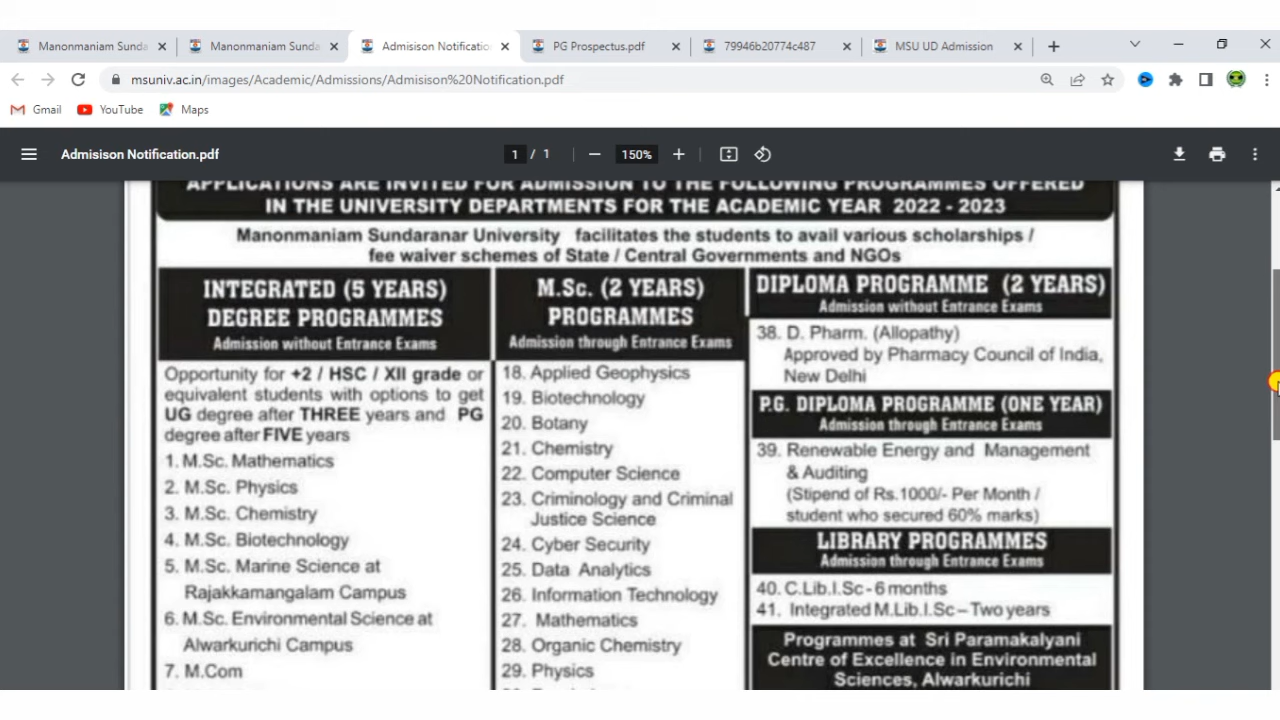 Manonmaniam Sunda
Manonmaniam Sunda
Admisison Notificatio
PG Prospectus.pdf
79946b20774c487
MSU UD Admission
msuniv.ac.in/images/Academic/Admissions/Admisison%20Notification.pdf
Gmail
YouTube
Maps
Admisison Notification.pdf
1 / 1
150%
APPLICATIONS ARE INVITED FOR ADMISSION TO THE FOLLOWING PROGRAMMES OFFERED
IN THE UNIVERSITY DEPARTMENTS FOR THE ACADEMIC YEAR 2022 - 2023
Manonmaniam Sundaranar University facilitates the students to avail various scholarships /
fee waiver schemes of State / Central Governments and NGOs
INTEGRATED (5 YEARS)
DEGREE PROGRAMMES
Admission without Entrance Exams
Opportunity for +2 / HSC / XII grade or
equivalent students with options to get
UG degree after THREE years and PG
degree after FIVE years
1. M.Sc. Mathematics
2. M.Sc. Physics
3. M.Sc. Chemistry
4. M.Sc. Biotechnology
5. M.Sc. Marine Science at
Rajakkamangalam Campus
6. M.Sc. Environmental Science at
Alwarkurichi Campus
7. M.Com
M.Sc. (2 YEARS)
PROGRAMMES
Admission through Entrance Exams
18. Applied Geophysics
19. Biotechnology
20. Botany
21. Chemistry
22. Computer Science
23. Criminology and Criminal
Justice Science
24. Cyber Security
25. Data Analytics
26. Information Technology
27. Mathematics
28. Organic Chemistry
29. Physics
DIPLOMA PROGRAMME (2 YEARS)
Admission without Entrance Exams
38. D. Pharm. (Allopathy)
Approved by Pharmacy Council of India,
New Delhi
P.G. DIPLOMA PROGRAMME (ONE YEAR)
Admission through Entrance Exams
39. Renewable Energy and Management
& Auditing
(Stipend of Rs.1000/- Per Month /
student who secured 60% marks)
LIBRARY PROGRAMMES
Admission through Entrance Exams
40. C.Lib.I.Sc - 6 months
41. Integrated M.Lib.I.Sc – Two years
Programmes at Sri Paramakalyani
Centre of Excellence in Environmental
Sciences, Alwarkurichi